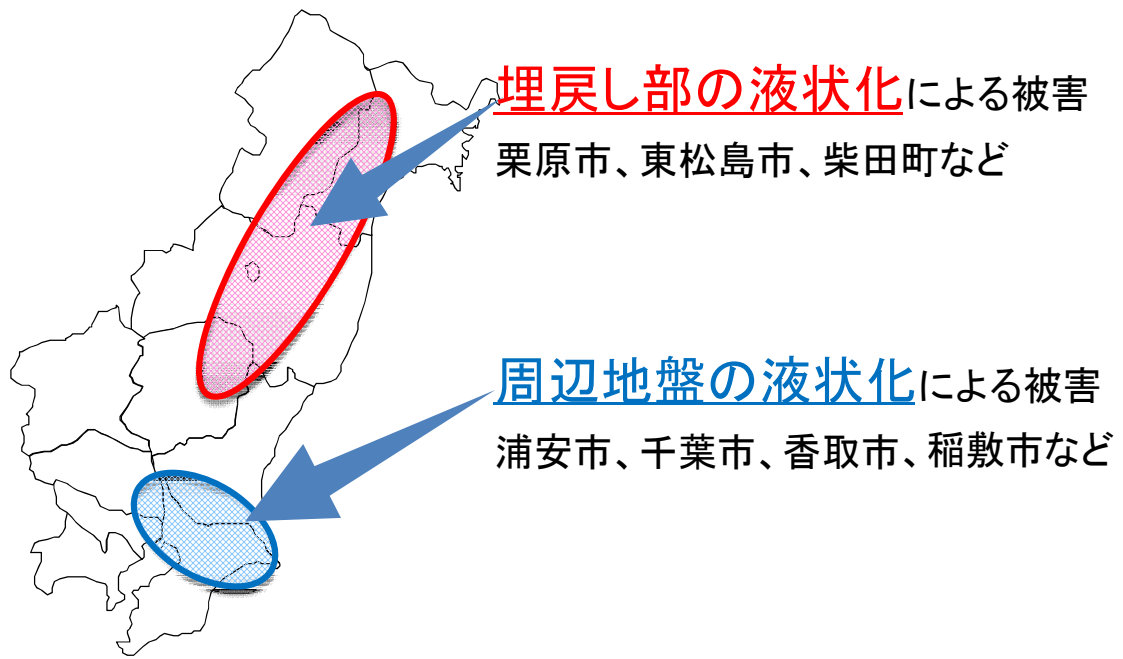 埋戻し部の液状化による被害
栗原市、東松島市、柴田町など
周辺地盤の液状化による被害
浦安市、千葉市、香取市、稲敷市など